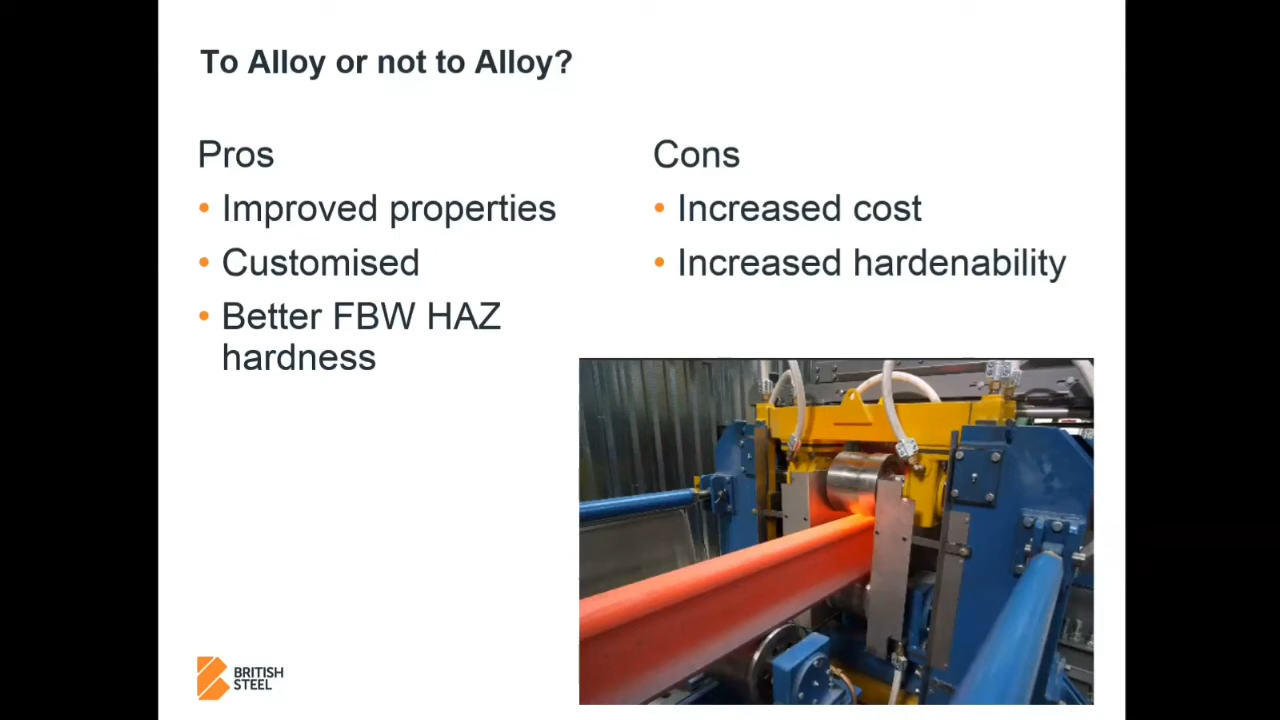 To Alloy or not to Alloy?
Pros
• Improved properties
• Customised
• Better FBW HAZ
hardness
Cons
• Increased cost
• Increased hardenability
BRITISH
STEEL